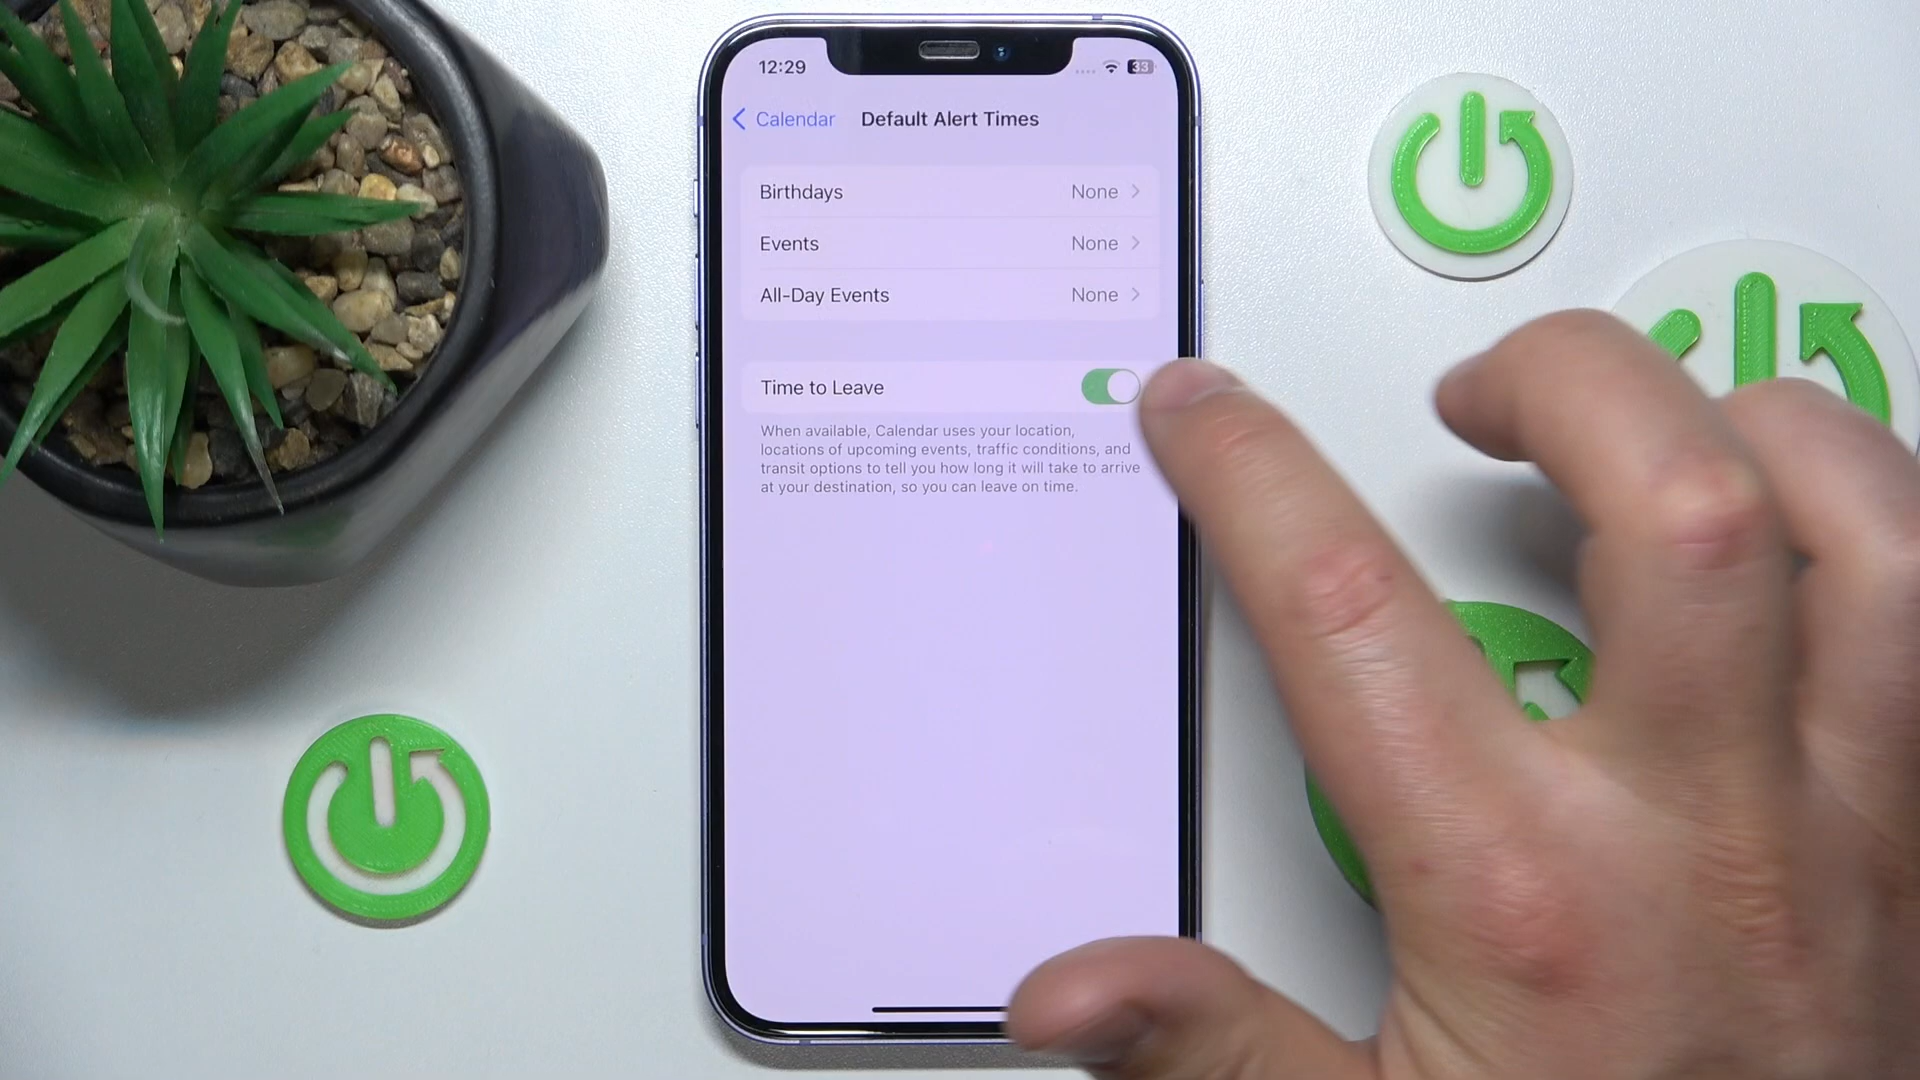 12:29
33
Calendar
Default Alert Times
Birthdays None
Events None
All-Day Events None
Time to Leave
When available, Calendar uses your location,
locations of upcoming events, traffic conditions, and
transit options to tell you how long it will take to arrive
at your destination, so you can leave on time.